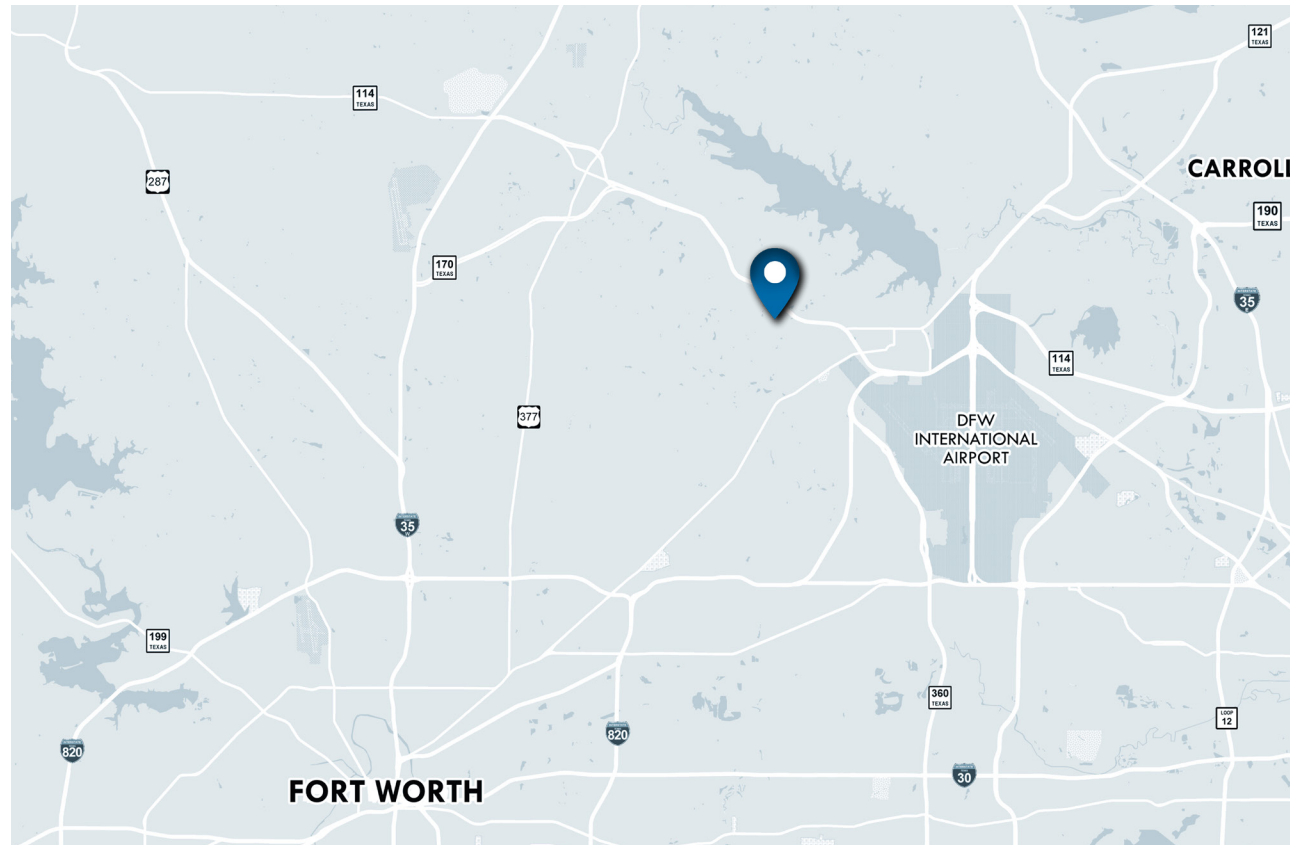 121
TEXAS
114
TEXAS
CARROLL
287
190
TEXAS
170
TEXAS
35
114
TEXAS
377
DFW
INTERNATIONAL
AIRPORT
35
W
199
TEXAS
360
TEXAS
LOOP
12
820
820
30
FORT WORTH